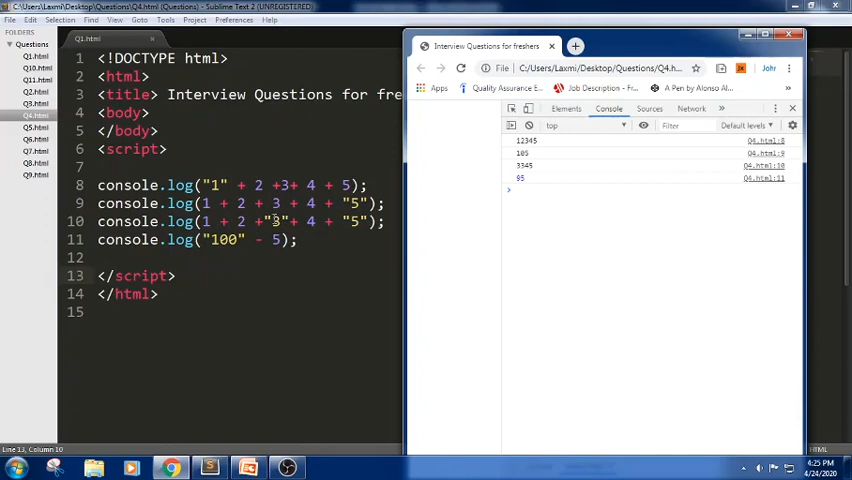 C:\Users\Laxmi\Desktop\Questions\Q4.html (Questions) - Sublime Text 2 (UNREGISTERED)
File Edit Selection Find View Goto Tools Project Preferences Help
FOLDERS
Questions
Q1.html
Q10.html
Q11.html
Q2.html
Q3.html
Q4.html
Q5.html
Q6.html
Q7.html
Q8.html
Q9.html
Q1.html
1 <!DOCTYPE html>
2 <html>
3 <title> Interview Questions for fre
4 <body>
5 </body>
6 <script>
7
8 console.log("1" + 2 +3+ 4 + 5);
9 console.log(1 + 2 + 3 + 4 + "5");
10 console.log(1 + 2 +"3"+ 4 + "5");
11 console.log("100" - 5);
12
13 </script>
14 </html>
15
Interview Questions for freshers
File C:/Users/Laxmi/Desktop/Questions/Q4.h...
Apps Quality Assurance E... Job Description - Fr... A Pen by Alonso Al...
Elements Console Sources Network
top Filter Default levels
12345 Q4.html:8
105 Q4.html:9
3345 Q4.html:10
95 Q4.html:11
Line 13, Column 10
HTML
4:25 PM
4/24/2020